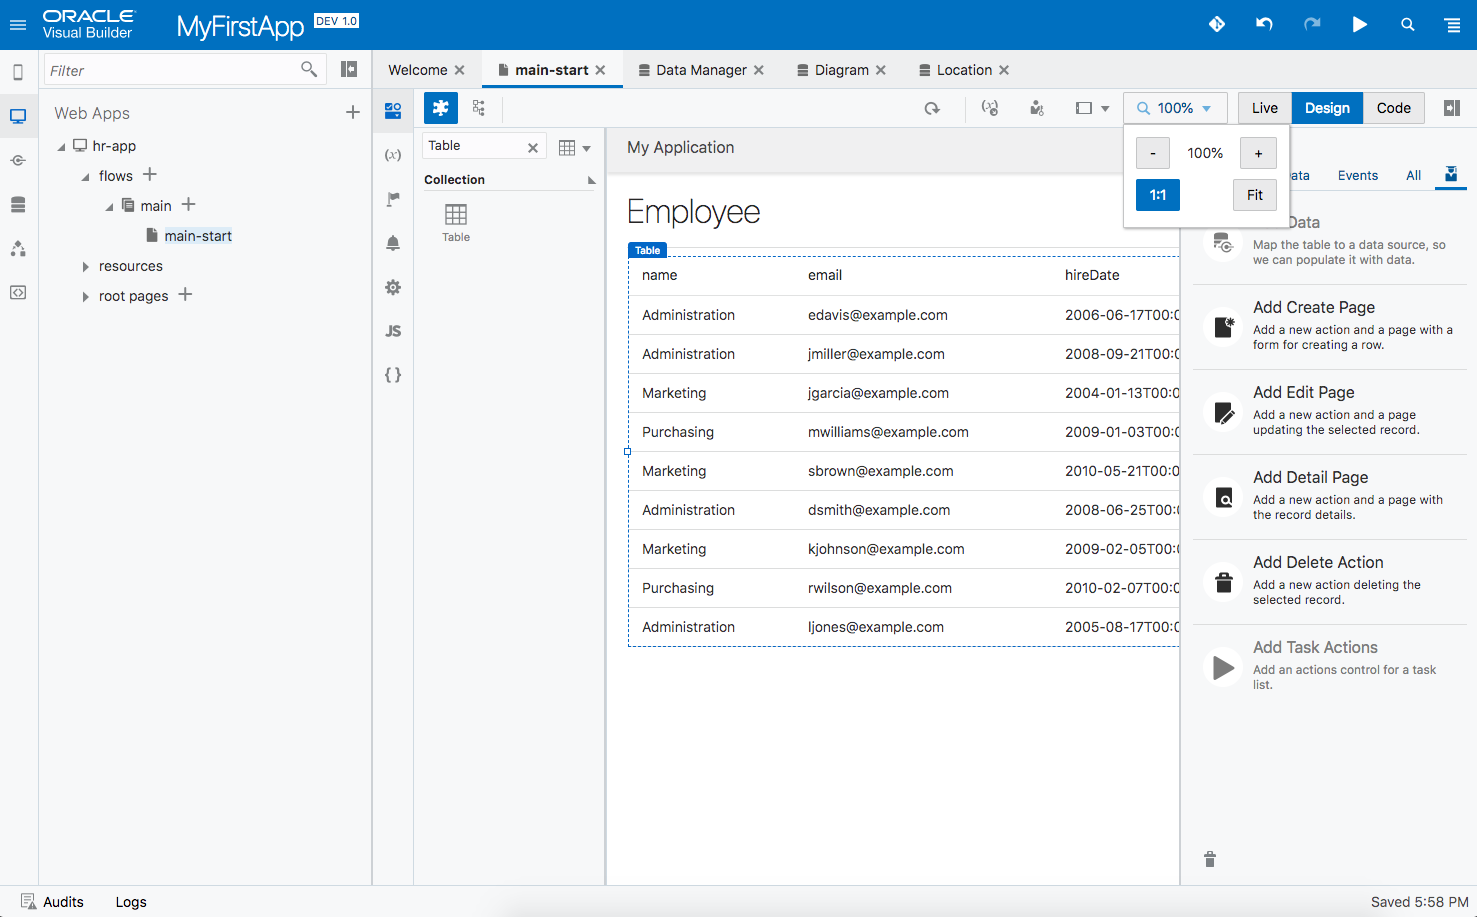 ORACLE
Visual Builder
MyFirstApp
DEV 1.0
Filter
Welcome
main-start
Data Manager
Diagram
Location
Web Apps
hr-app
flows
main
main-start
resources
root pages
(x)
JS
{ }
Table
Collection
Table
100%
Live
Design
Code
-
100%
+
1:1
Fit
My Application
Employee
Table
name email hireDate
Administration edavis@example.com 2006-06-17T00:0
Administration jmiller@example.com 2008-09-21T00:0
Marketing jgarcia@example.com 2004-01-13T00:0
Purchasing mwilliams@example.com 2009-01-03T00:0
Marketing sbrown@example.com 2010-05-21T00:0
Administration dsmith@example.com 2008-06-25T00:0
Marketing kjohnson@example.com 2009-02-05T00:0
Purchasing rwilson@example.com 2010-02-07T00:0
Administration ljones@example.com 2005-08-17T00:0
ata
Events
All
Data
Map the table to a data source, so
we can populate it with data.
Add Create Page
Add a new action and a page with a
form for creating a row.
Add Edit Page
Add a new action and a page
updating the selected record.
Add Detail Page
Add a new action and a page with
the record details.
Add Delete Action
Add a new action deleting the
selected record.
Add Task Actions
Add an actions control for a task
list.
Audits
Logs
Saved 5:58 PM